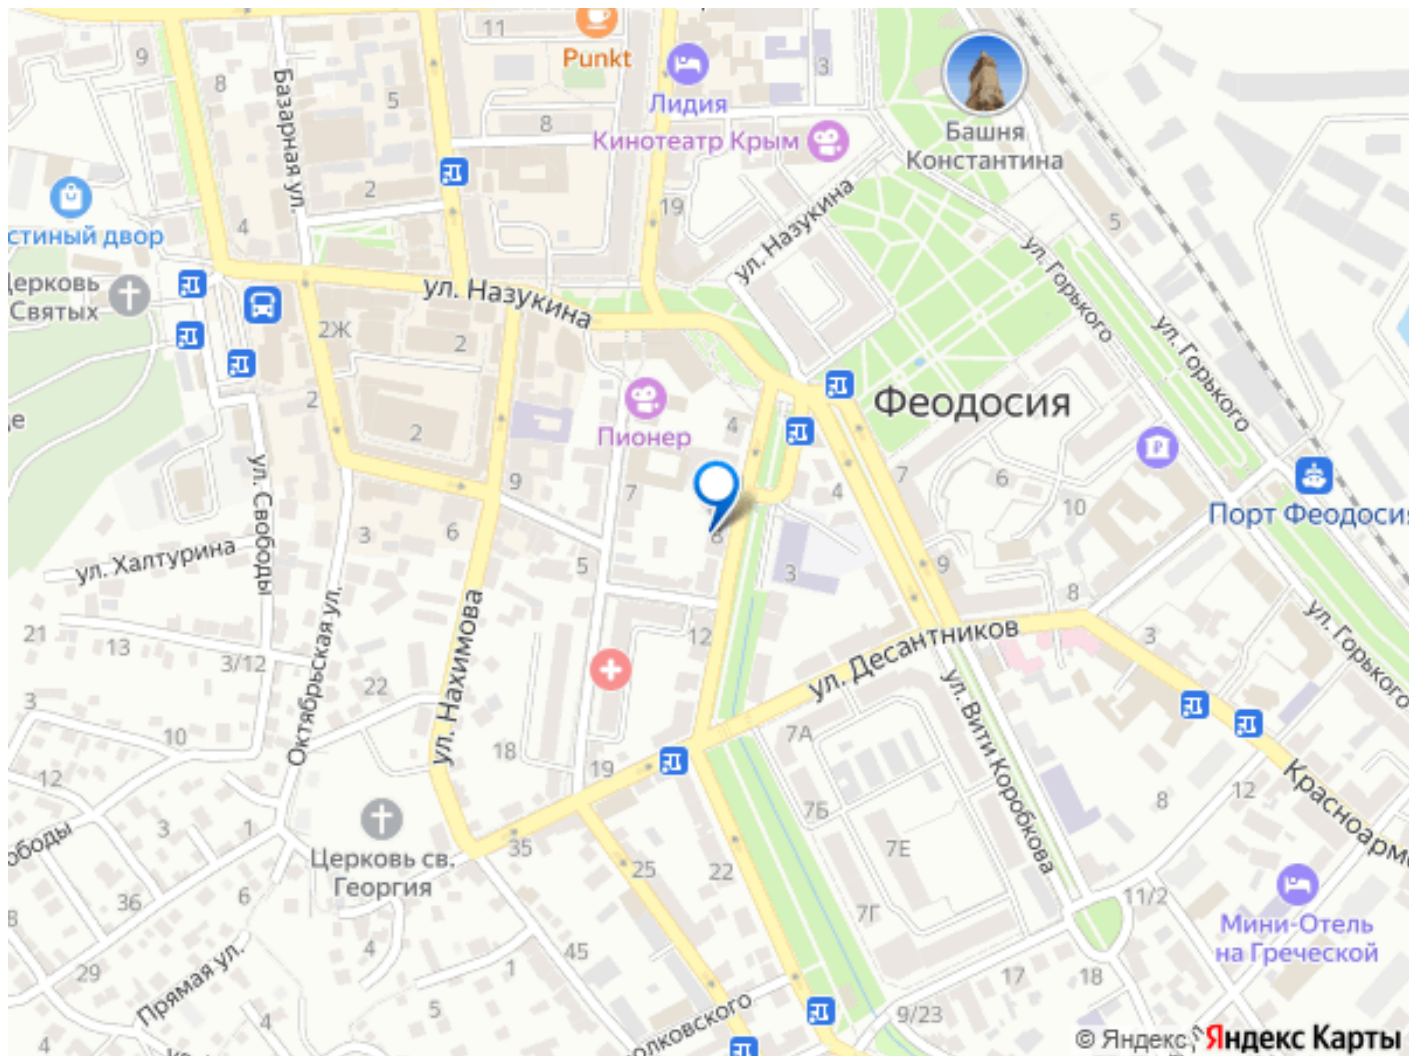 11
Punkt
9
8
Базарная ул.
5
8
Лидия
3
Кинотеатр Крым
Башня
Константина
2
19
стиный двор
4
ул. Назукина
5
ул. Горького
Церковь
Святых
ул. Назукина
2Ж
2
ул. Горького
2
Пионер
4
Феодосия
2
9
7
4
7
6
10
Порт Феодосия
ул. Свободы
3
6
8
ул. Халтурина
5
3
9
8
21
13
3/12
Октябрьская ул.
ул. Нахимова
12
ул. Десантников
3
ул. Горького
22
3
10
18
19
7А
ул. Вити Коробкова
12
3
1
7Б
8
12
Красноарм
ободы
Церковь св.
Георгия
35
25
22
7Е
36
6
8
4
7Г
11/2
Мини-Отель
на Греческой
29
Прямая ул.
45
1
5
17
18
4
4
олковского
9/23
© Яндекс
Яндекс Карты